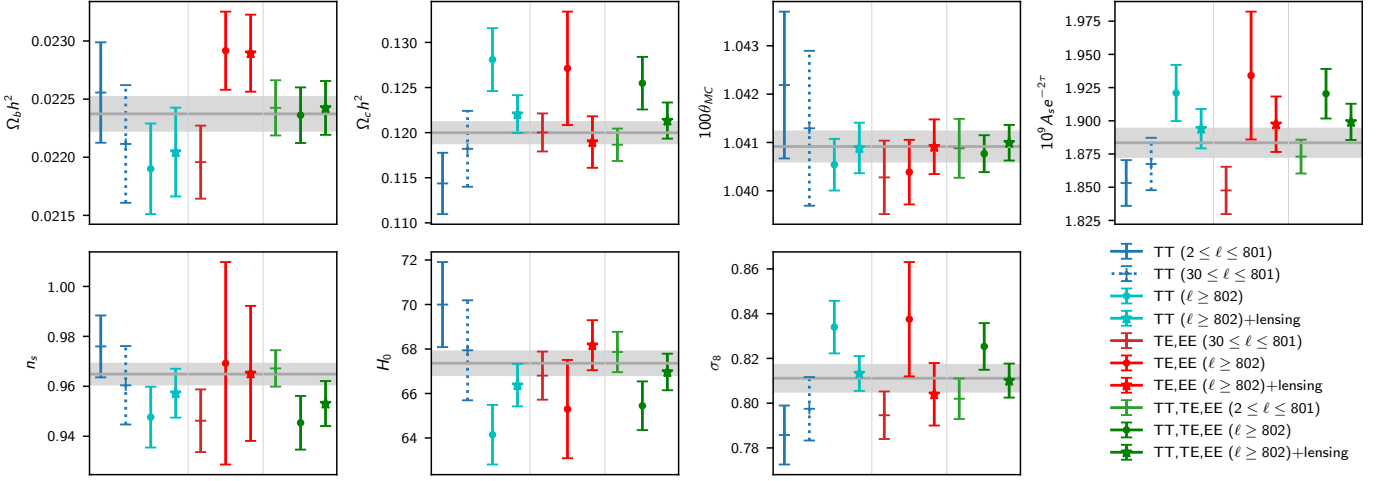 Ω_b h²
0.0230
0.0225
0.0220
0.0215
Ω_c h²
0.130
0.125
0.120
0.115
0.110
100θ_MC
1.043
1.042
1.041
1.040
10⁹ A_s e^{−2τ}
1.975
1.950
1.925
1.900
1.875
1.850
1.825
n_s
1.00
0.98
0.96
0.94
H_0
72
70
68
66
64
σ_8
0.86
0.84
0.82
0.80
0.78
TT (2 ≤ ℓ ≤ 801)
TT (30 ≤ ℓ ≤ 801)
TT (ℓ ≥ 802)
TT (ℓ ≥ 802)+lensing
TE,EE (30 ≤ ℓ ≤ 801)
TE,EE (ℓ ≥ 802)
TE,EE (ℓ ≥ 802)+lensing
TT,TE,EE (2 ≤ ℓ ≤ 801)
TT,TE,EE (ℓ ≥ 802)
TT,TE,EE (ℓ ≥ 802)+lensing